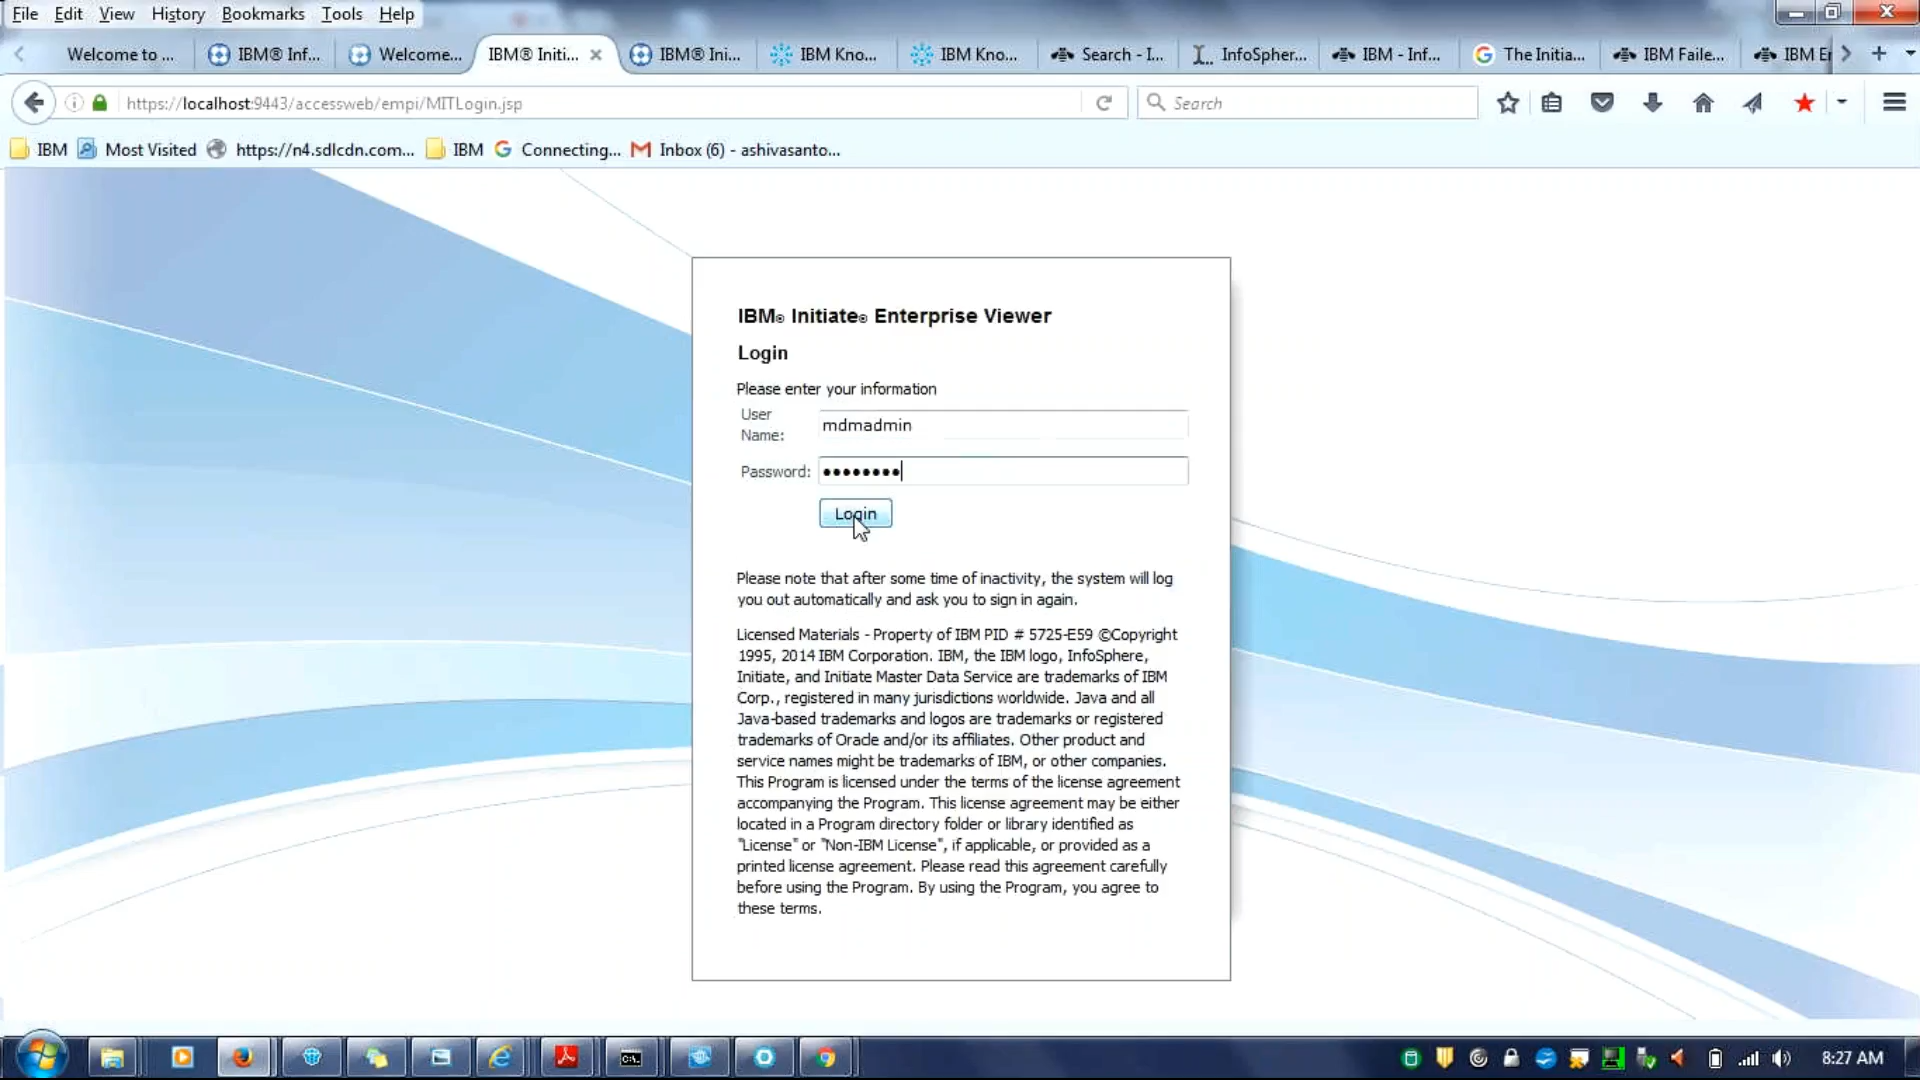 File Edit View History Bookmarks Tools Help
Welcome to ... IBM® Inf... Welcome... IBM® Initi... IBM® Ini... IBM Kno... IBM Kno... Search - I... InfoSpher... IBM - Inf... The Initia... IBM Faile... IBM E
https://localhost:9443/accessweb/empi/MITLogin.jsp Search
IBM Most Visited https://n4.sdlcdn.com... IBM Connecting... Inbox (6) - ashivasanto...
IBM® Initiate® Enterprise Viewer
Login
Please enter your information
User
Name: mdmadmin
Password: ••••••••
Login
Please note that after some time of inactivity, the system will log
you out automatically and ask you to sign in again.
Licensed Materials - Property of IBM PID # 5725-E59 ©Copyright
1995, 2014 IBM Corporation. IBM, the IBM logo, InfoSphere,
Initiate, and Initiate Master Data Service are trademarks of IBM
Corp., registered in many jurisdictions worldwide. Java and all
Java-based trademarks and logos are trademarks or registered
trademarks of Oracle and/or its affiliates. Other product and
service names might be trademarks of IBM, or other companies.
This Program is licensed under the terms of the license agreement
accompanying the Program. This license agreement may be either
located in a Program directory folder or library identified as
"License" or "Non-IBM License", if applicable, or provided as a
printed license agreement. Please read this agreement carefully
before using the Program. By using the Program, you agree to
these terms.
8:27 AM